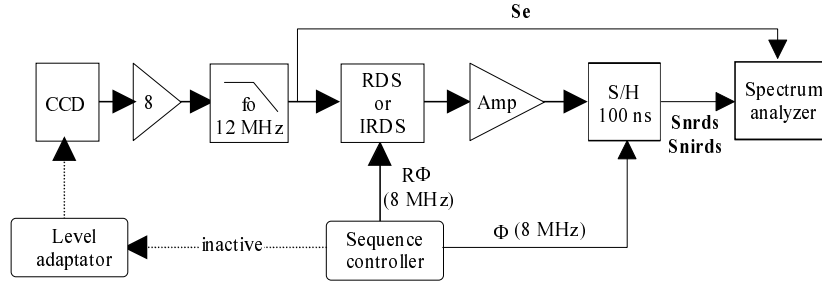 Se
CCD
8
fo
12 MHz
RDS
or
IRDS
Amp
S/H
100 ns
Snrds
Snirds
Spectrum
analyzer
RΦ
(8 MHz)
Level
adaptator
inactive
Sequence
controller
Φ (8 MHz)